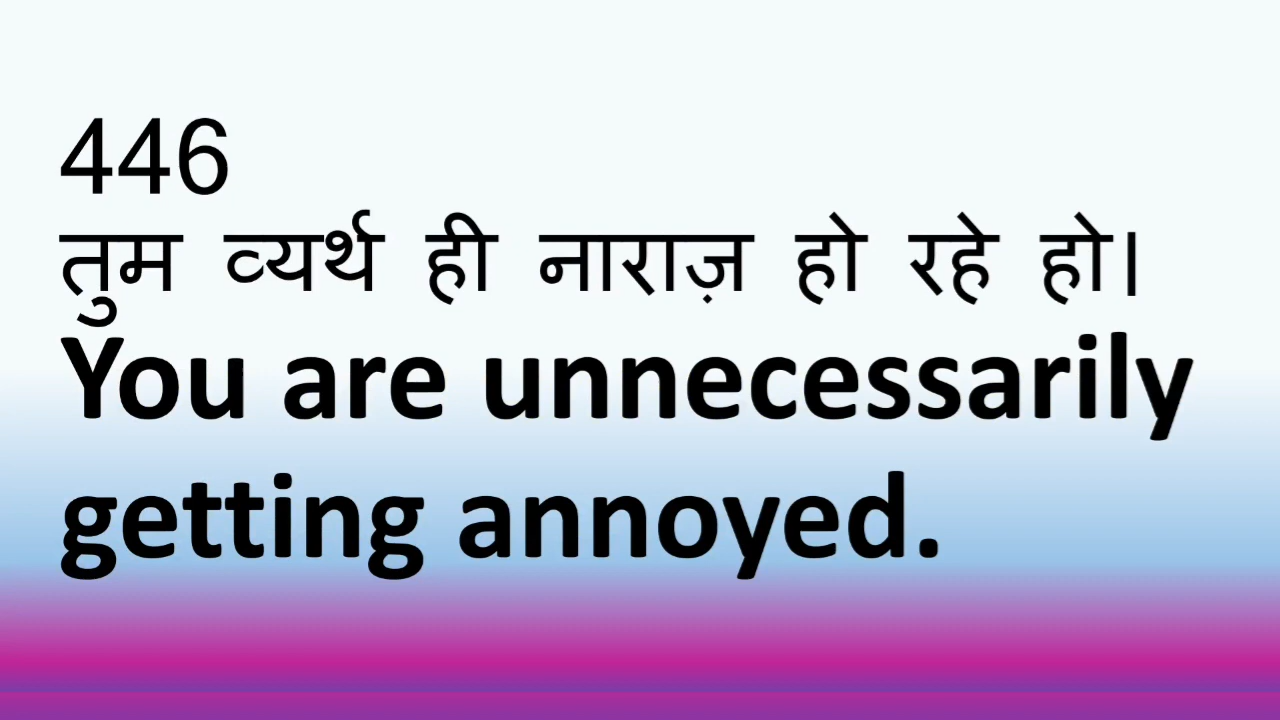 446
तुम व्यर्थ ही नाराज़ हो रहे हो।
You are unnecessarily
getting annoyed.